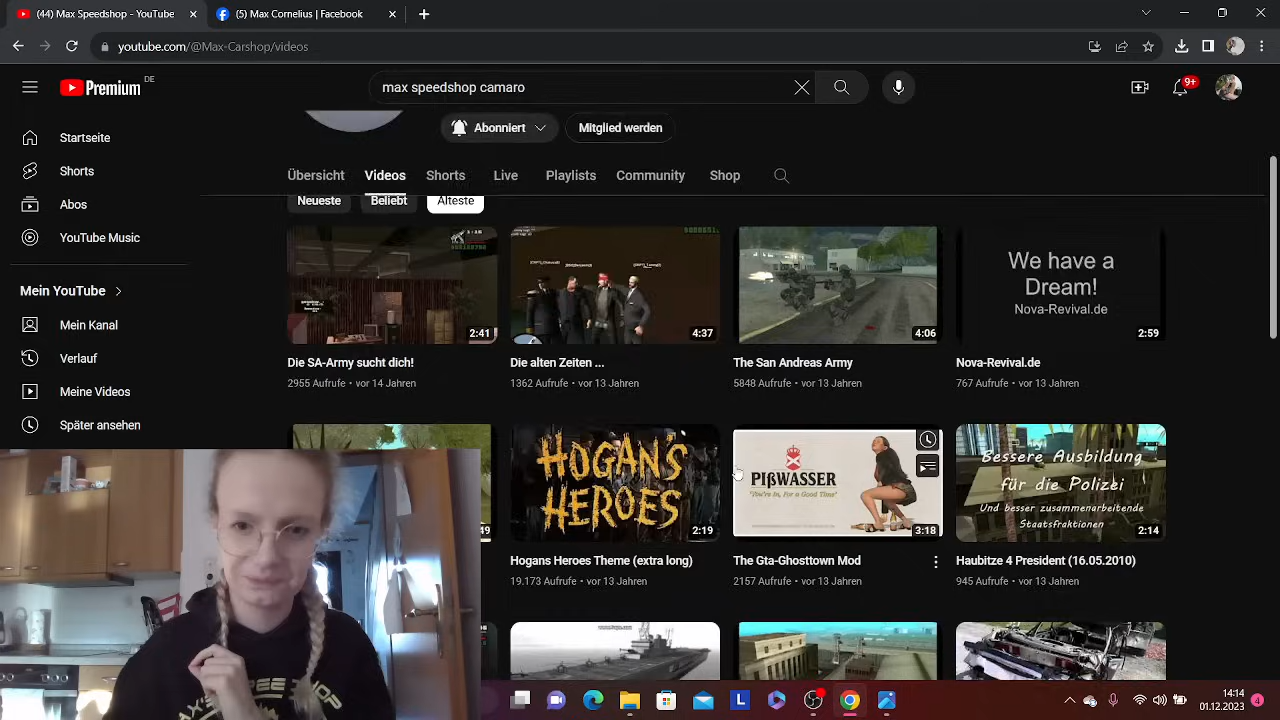 (44) Max Speedshop - YouTube
(5) Max Cornelius | Facebook
youtube.com/@Max-Carshop/videos
Premium DE
max speedshop camaro
9+
Startseite
Shorts
Abos
YouTube Music
Mein YouTube
Mein Kanal
Verlauf
Meine Videos
Später ansehen
Abonniert
Mitglied werden
Übersicht Videos Shorts Live Playlists Community Shop
Neueste Beliebt Älteste
2:41
4:37
4:06
We have a
Dream!
Nova-Revival.de
2:59
Die SA-Army sucht dich!
2955 Aufrufe • vor 14 Jahren
Die alten Zeiten ...
1362 Aufrufe • vor 13 Jahren
The San Andreas Army
5848 Aufrufe • vor 13 Jahren
Nova-Revival.de
767 Aufrufe • vor 13 Jahren
HOGAN'S
HEROES
2:19
PIßWASSER
"You're In, For a Good Time"
3:18
Bessere Ausbildung
für die Polizei
Und besser zusammenarbeitende
Staatsfraktionen
2:14
Hogans Heroes Theme (extra long)
19.173 Aufrufe • vor 13 Jahren
The Gta-Ghosttown Mod
2157 Aufrufe • vor 13 Jahren
Haubitze 4 President (16.05.2010)
945 Aufrufe • vor 13 Jahren
14:14
01.12.2023
4